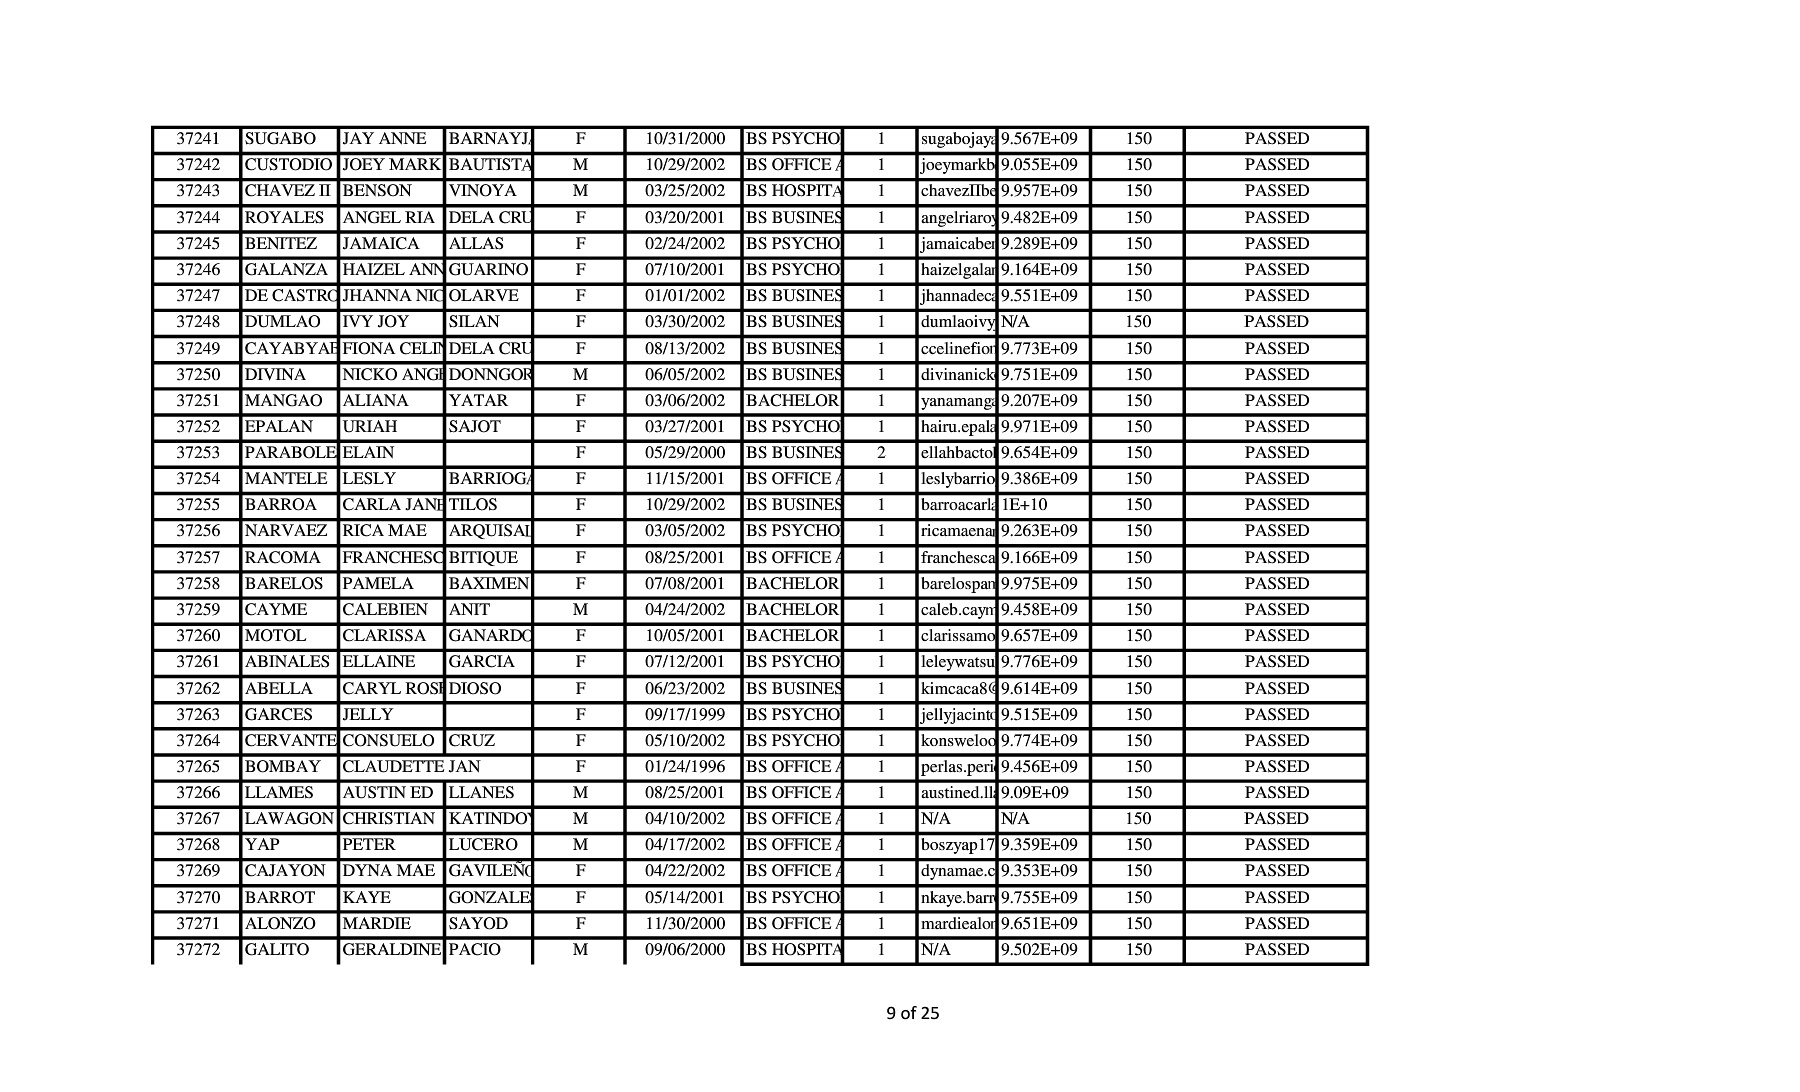 37241 SUGABO JAY ANNE BARNAYJA F 10/31/2000 BS PSYCHO 1 sugabojaya 9.567E+09 150 PASSED
37242 CUSTODIO JOEY MARK BAUTISTA M 10/29/2002 BS OFFICE A 1 joeymarkb 9.055E+09 150 PASSED
37243 CHAVEZ II BENSON VINOYA M 03/25/2002 BS HOSPITA 1 chavezIIbe 9.957E+09 150 PASSED
37244 ROYALES ANGEL RIA DELA CRU F 03/20/2001 BS BUSINES 1 angelriaroy 9.482E+09 150 PASSED
37245 BENITEZ JAMAICA ALLAS F 02/24/2002 BS PSYCHO 1 jamaicaber 9.289E+09 150 PASSED
37246 GALANZA HAIZEL ANN GUARINO F 07/10/2001 BS PSYCHO 1 haizelgalar 9.164E+09 150 PASSED
37247 DE CASTRO JHANNA NIC OLARVE F 01/01/2002 BS BUSINES 1 jhannadeca 9.551E+09 150 PASSED
37248 DUMLAO IVY JOY SILAN F 03/30/2002 BS BUSINES 1 dumlaoivy N/A 150 PASSED
37249 CAYABYAB FIONA CELIN DELA CRU F 08/13/2002 BS BUSINES 1 ccelinefior 9.773E+09 150 PASSED
37250 DIVINA NICKO ANGE DONNGOR M 06/05/2002 BS BUSINES 1 divinanick 9.751E+09 150 PASSED
37251 MANGAO ALIANA YATAR F 03/06/2002 BACHELOR 1 yanamanga 9.207E+09 150 PASSED
37252 EPALAN URIAH SAJOT F 03/27/2001 BS PSYCHO 1 hairu.epala 9.971E+09 150 PASSED
37253 PARABOLE ELAIN F 05/29/2000 BS BUSINES 2 ellahbactol 9.654E+09 150 PASSED
37254 MANTELE LESLY BARRIOGA F 11/15/2001 BS OFFICE A 1 leslybarrio 9.386E+09 150 PASSED
37255 BARROA CARLA JANE TILOS F 10/29/2002 BS BUSINES 1 barroacarla 1E+10 150 PASSED
37256 NARVAEZ RICA MAE ARQUISAL F 03/05/2002 BS PSYCHO 1 ricamaenar 9.263E+09 150 PASSED
37257 RACOMA FRANCHESC BITIQUE F 08/25/2001 BS OFFICE A 1 franchesca 9.166E+09 150 PASSED
37258 BARELOS PAMELA BAXIMEN F 07/08/2001 BACHELOR 1 barelospan 9.975E+09 150 PASSED
37259 CAYME CALEBIEN ANIT M 04/24/2002 BACHELOR 1 caleb.caym 9.458E+09 150 PASSED
37260 MOTOL CLARISSA GANARDO F 10/05/2001 BACHELOR 1 clarissamo 9.657E+09 150 PASSED
37261 ABINALES ELLAINE GARCIA F 07/12/2001 BS PSYCHO 1 leleywatsu 9.776E+09 150 PASSED
37262 ABELLA CARYL ROSE DIOSO F 06/23/2002 BS BUSINES 1 kimcaca8@ 9.614E+09 150 PASSED
37263 GARCES JELLY F 09/17/1999 BS PSYCHO 1 jellyjacinto 9.515E+09 150 PASSED
37264 CERVANTE CONSUELO CRUZ F 05/10/2002 BS PSYCHO 1 konsweloo 9.774E+09 150 PASSED
37265 BOMBAY CLAUDETTE JAN F 01/24/1996 BS OFFICE A 1 perlas.peri 9.456E+09 150 PASSED
37266 LLAMES AUSTIN ED LLANES M 08/25/2001 BS OFFICE A 1 austined.lla 9.09E+09 150 PASSED
37267 LAWAGON CHRISTIAN KATINDOY M 04/10/2002 BS OFFICE A 1 N/A N/A 150 PASSED
37268 YAP PETER LUCERO M 04/17/2002 BS OFFICE A 1 boszyap17 9.359E+09 150 PASSED
37269 CAJAYON DYNA MAE GAVILEÑO F 04/22/2002 BS OFFICE A 1 dynamae.c 9.353E+09 150 PASSED
37270 BARROT KAYE GONZALE F 05/14/2001 BS PSYCHO 1 nkaye.barr 9.755E+09 150 PASSED
37271 ALONZO MARDIE SAYOD F 11/30/2000 BS OFFICE A 1 mardiealor 9.651E+09 150 PASSED
37272 GALITO GERALDINE PACIO M 09/06/2000 BS HOSPITA 1 N/A 9.502E+09 150 PASSED
9 of 25